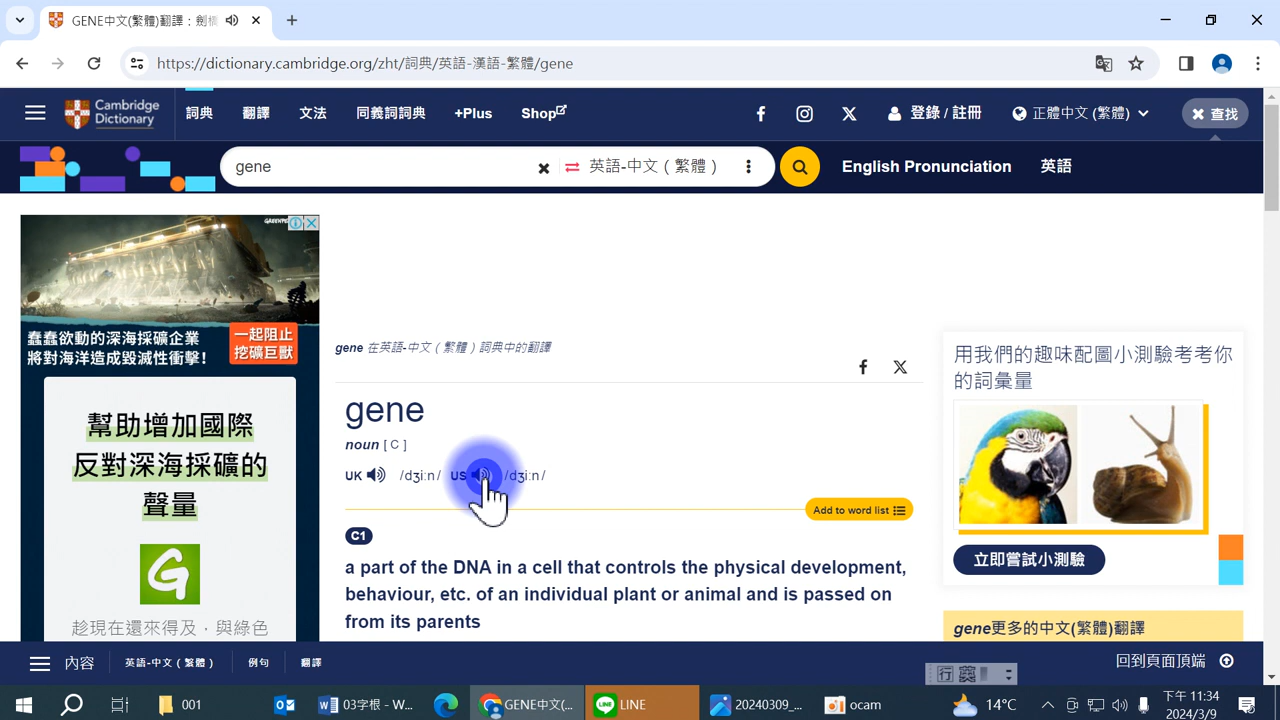 GENE中文(繁體)翻譯：劍橋
https://dictionary.cambridge.org/zht/詞典/英語-漢語-繁體/gene
Cambridge Dictionary
詞典 翻譯 文法 同義詞詞典 +Plus Shop
登錄 / 註冊 正體中文 (繁體) 查找
gene 英語-中文（繁體） English Pronunciation 英語
GREENPEACE
蠢蠢欲動的深海採礦企業
將對海洋造成毀滅性衝擊!
一起阻止
挖礦巨獸
幫助增加國際
反對深海採礦的
聲量
趁現在還來得及．與綠色
gene 在英語-中文（繁體）詞典中的翻譯
gene
noun [ C ]
UK /dʒiːn/ US /dʒiːn/
Add to word list
C1
a part of the DNA in a cell that controls the physical development,
behaviour, etc. of an individual plant or animal and is passed on
from its parents
用我們的趣味配圖小測驗考考你
的詞彙量
立即嘗試小測驗
gene更多的中文(繁體)翻譯
內容 英語-中文（繁體） 例句 翻譯
回到頁面頂端
行 英
001 03字根 - W... GENE中文(... LINE 20240309_... ocam 14°C
下午 11:34
2024/3/9